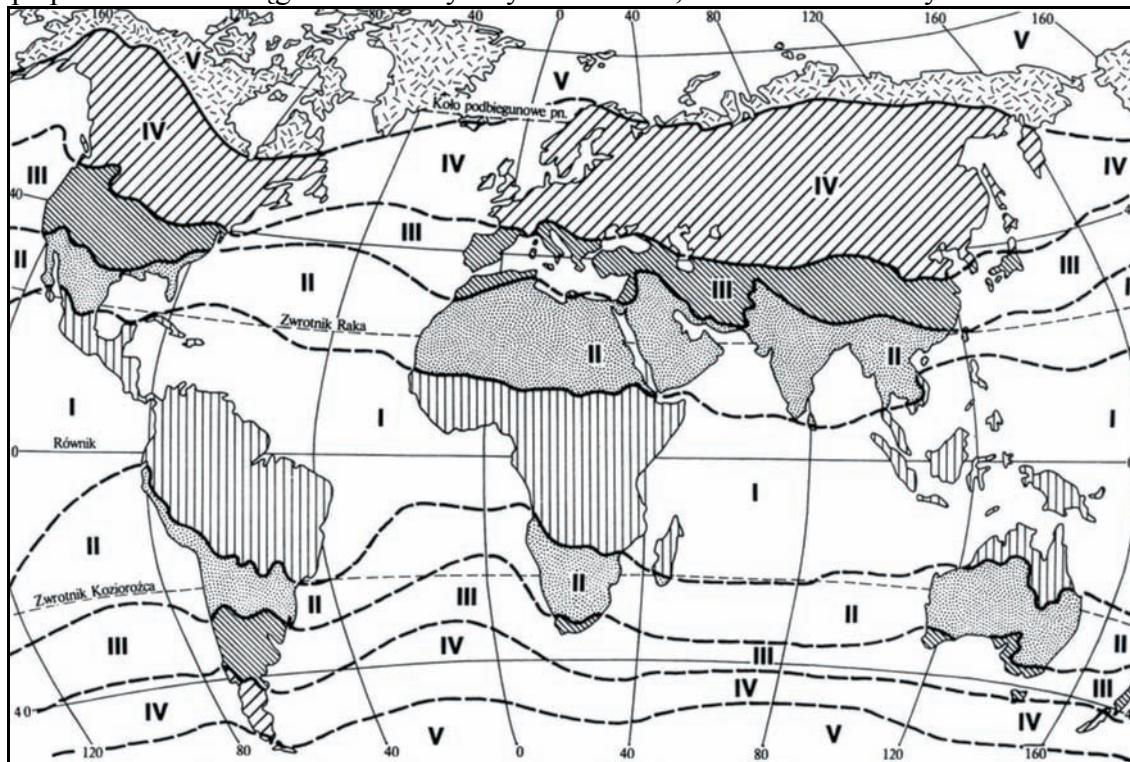 160 120 80 40 0 40 80 120 160 160
V V V
Koło podbiegunowe pn.
IV IV IV IV
III
40
III III
II II
III
Zwrotnik Raka
II II
I I I
0 Równik 0
I
II
Zwrotnik Koziorożca
II II II
III III II
III IV III III
40 IV IV IV
V V
120 80 40 0 40 80 120 160